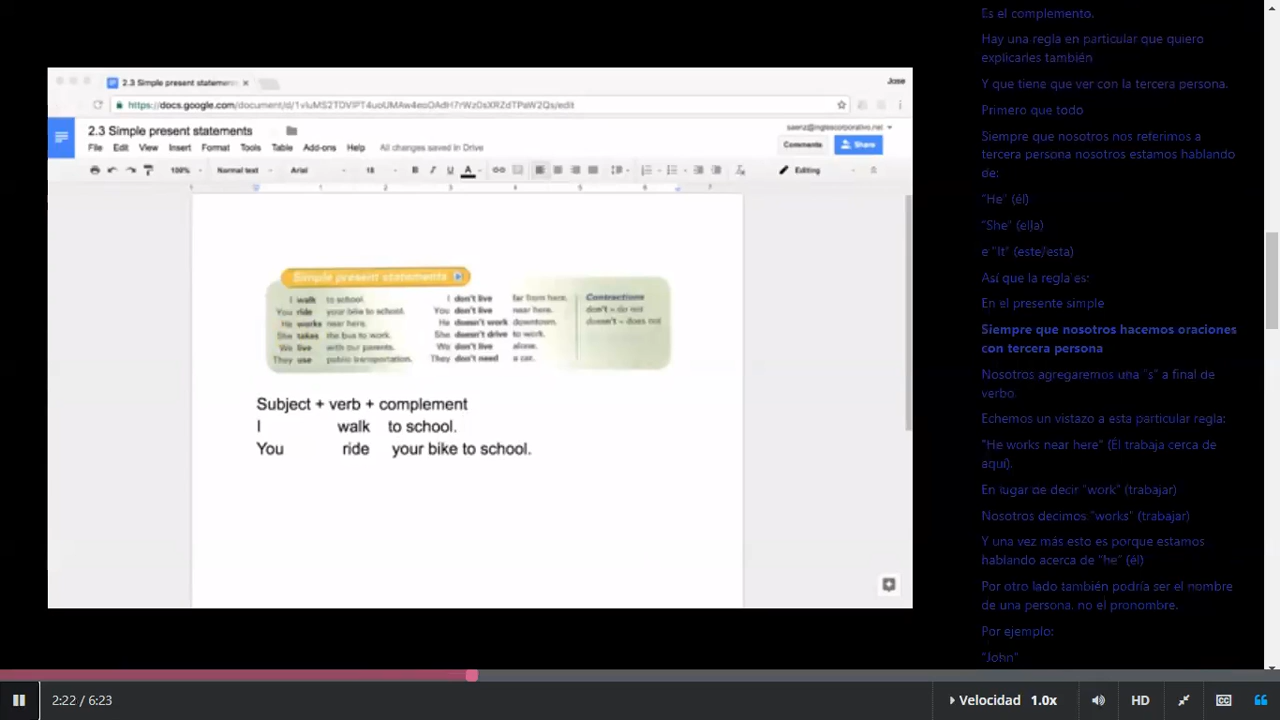 2.3 Simple present statements
Jose
2.3 Simple present statements
saenz@inglescorporativo.net
File Edit View Insert Format Tools Table Add-ons Help All changes saved in Drive
Comments
Share
100% Normal text Arial 18 B I U A Editing
1 1 2 3 4 5 6 7
Simple present statements
I walk to school.
You ride your bike to school.
He works near here.
She takes the bus to work.
We live with our parents.
They use public transportation.
I don't live far from here.
You don't live near here.
He doesn't work downtown.
She doesn't drive to work.
We don't live alone.
They don't need a car.
Contractions
don't = do not
doesn't = does not
Subject + verb + complement
I walk to school.
You ride your bike to school.
Es el complemento.
Hay una regla en particular que quiero
explicarles también
Y que tiene que ver con la tercera persona.
Primero que todo
Siempre que nosotros nos referimos a
tercera persona nosotros estamos hablando
de:
"He" (él)
"She" (ella)
e "It" (este/esta)
Así que la regla es:
En el presente simple
Siempre que nosotros hacemos oraciones
con tercera persona
Nosotros agregaremos una "s" a final de
verbo
Echemos un vistazo a esta particular regla:
"He works near here" (Él trabaja cerca de
aquí).
En lugar de decir "work" (trabajar)
Nosotros decimos "works" (trabajar)
Y una vez más esto es porque estamos
hablando acerca de "he" (él)
Por otro lado también podría ser el nombre
de una persona, no el pronombre.
Por ejemplo:
"John"
2:22 / 6:23
Velocidad 1.0x
HD
CC